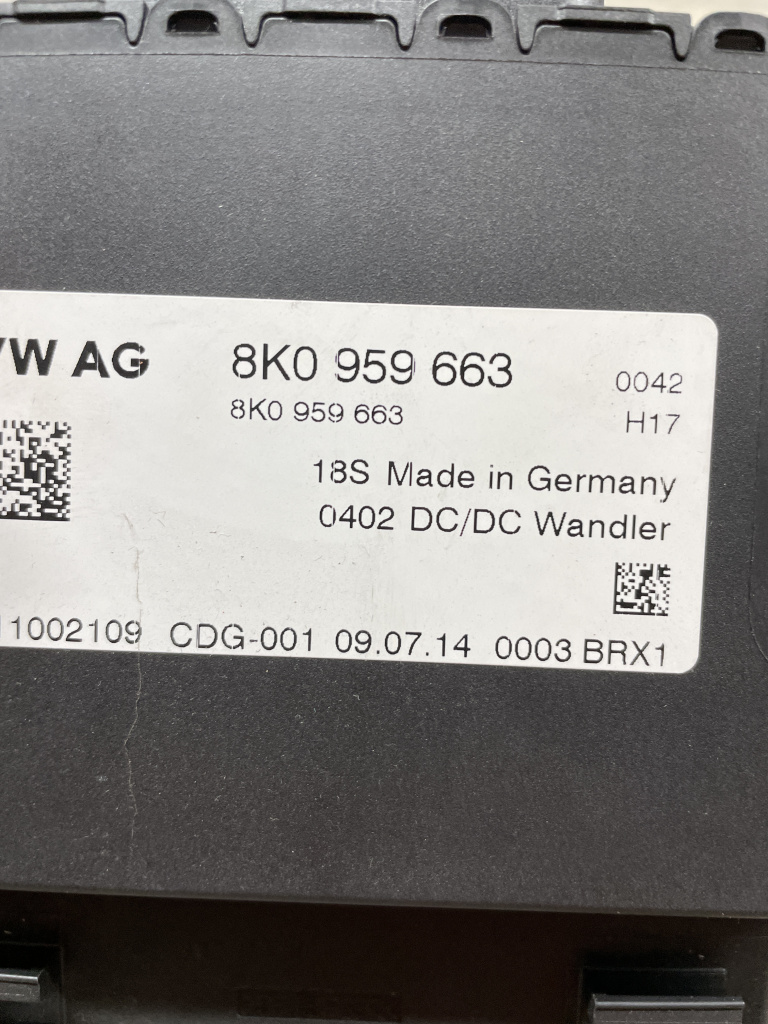 VW AG 8K0 959 663 0042
8K0 959 663 H17
18S Made in Germany
0402 DC/DC Wandler
11002109 CDG-001 09.07.14 0003 BRX1